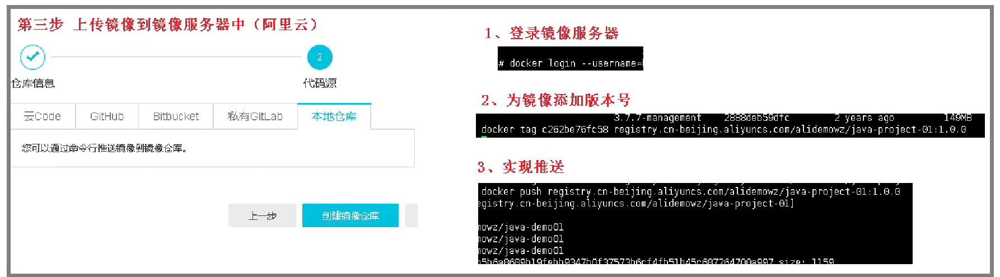 第三步 上传镜像到镜像服务器中（阿里云）
2
仓库信息
代码源
云Code
GitHub
Bitbucket
私有GitLab
本地仓库
您可以通过命令行推送镜像到镜像仓库。
上一步
创建镜像仓库
1、登录镜像服务器
# docker login --username=
2、为镜像添加版本号
3.7.7-management 2888deb59dfc 2 years ago 149MB
docker tag c262be76fc58 registry.cn-beijing.aliyuncs.com/alidemowz/java-project-01:1.0.0
3、实现推送
docker push registry.cn-beijing.aliyuncs.com/alidemowz/java-project-01:1.0.0
egistry.cn-beijing.aliyuncs.com/alidemowz/java-project-01]
mowz/java-demo01
mowz/java-demo01
mowz/java-demo01
size: 1159